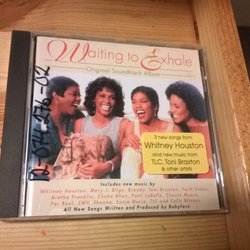 Waiting to Exhale
Original Soundtrack Album
3 new songs from
Whitney Houston
and new music from
TLC, Toni Braxton
& other artists
Includes new music by
Whitney Houston, Mary J. Blige, Brandy, Toni Braxton, Faith Evans,
Aretha Franklin, Chaka Khan, Patti LaBelle, Chanté Moore,
For Real, SWV, Shanna, Sonja Marie, TLC and CeCe Winans
All New Songs Written and Produced by Babyface